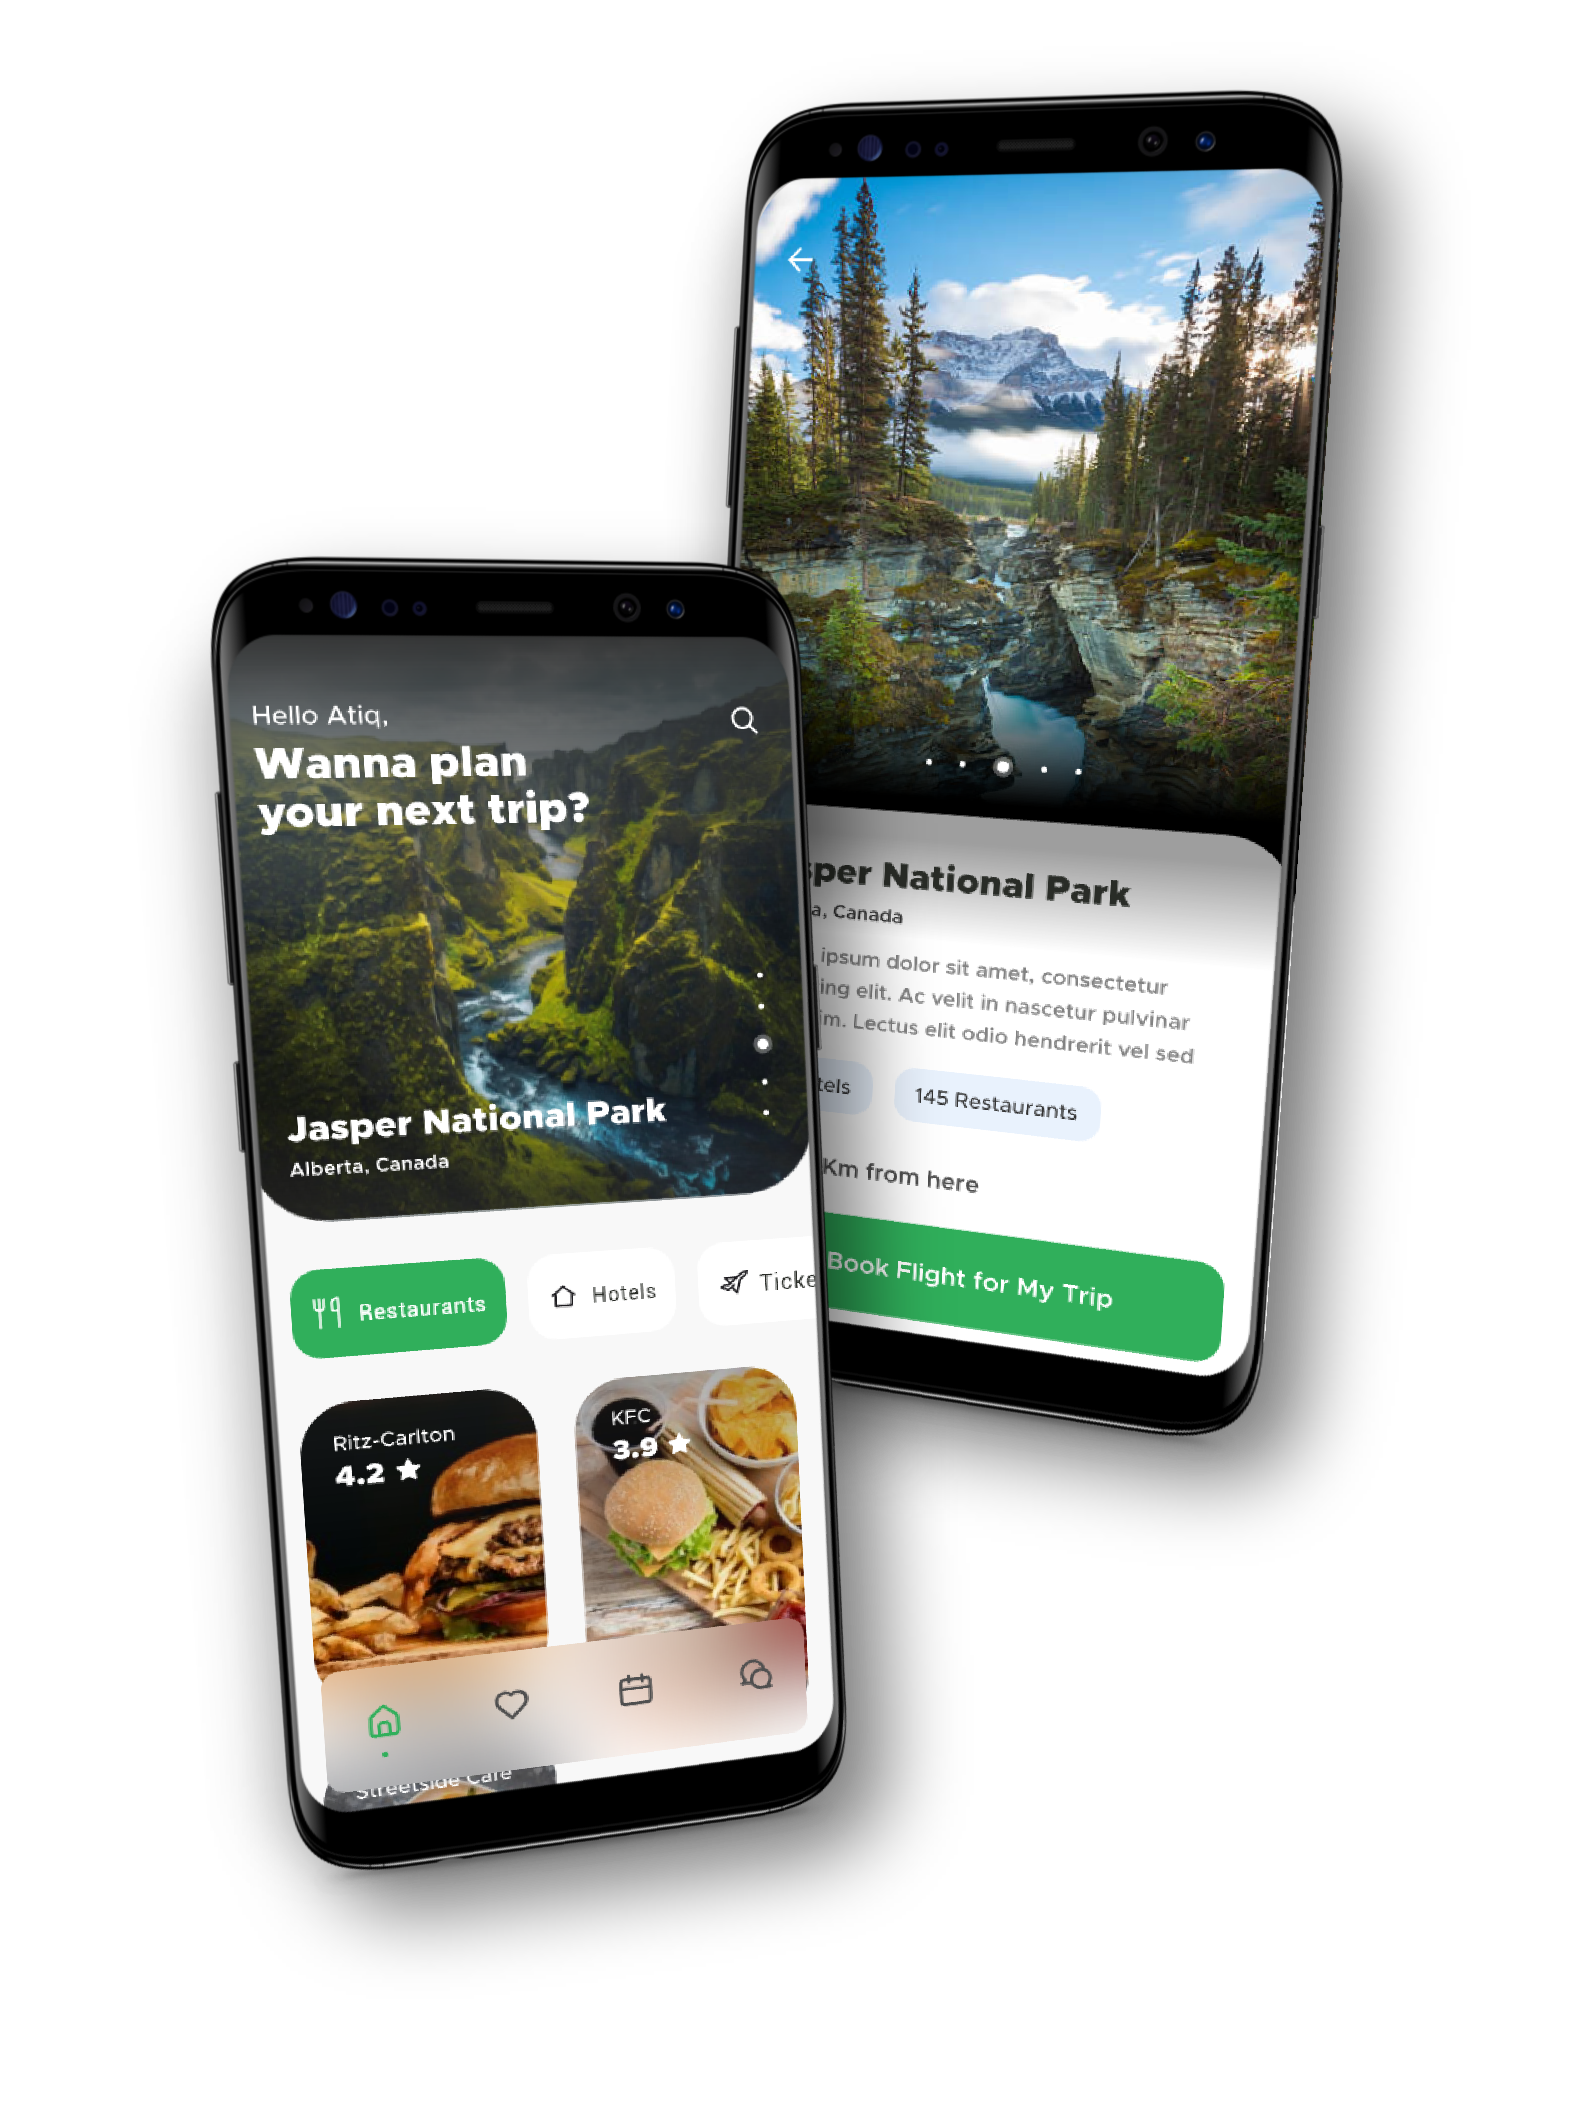 Hello Atiq,
Wanna plan
your next trip?
Jasper National Park
Alberta, Canada
Restaurants
Hotels
Ticke
Ritz-Carlton
4.2
KFC
3.9
Streetside Cafe
sper National Park
a, Canada
ipsum dolor sit amet, consectetur
ing elit. Ac velit in nascetur pulvinar
im. Lectus elit odio hendrerit vel sed
tels
145 Restaurants
Km from here
Book Flight for My Trip